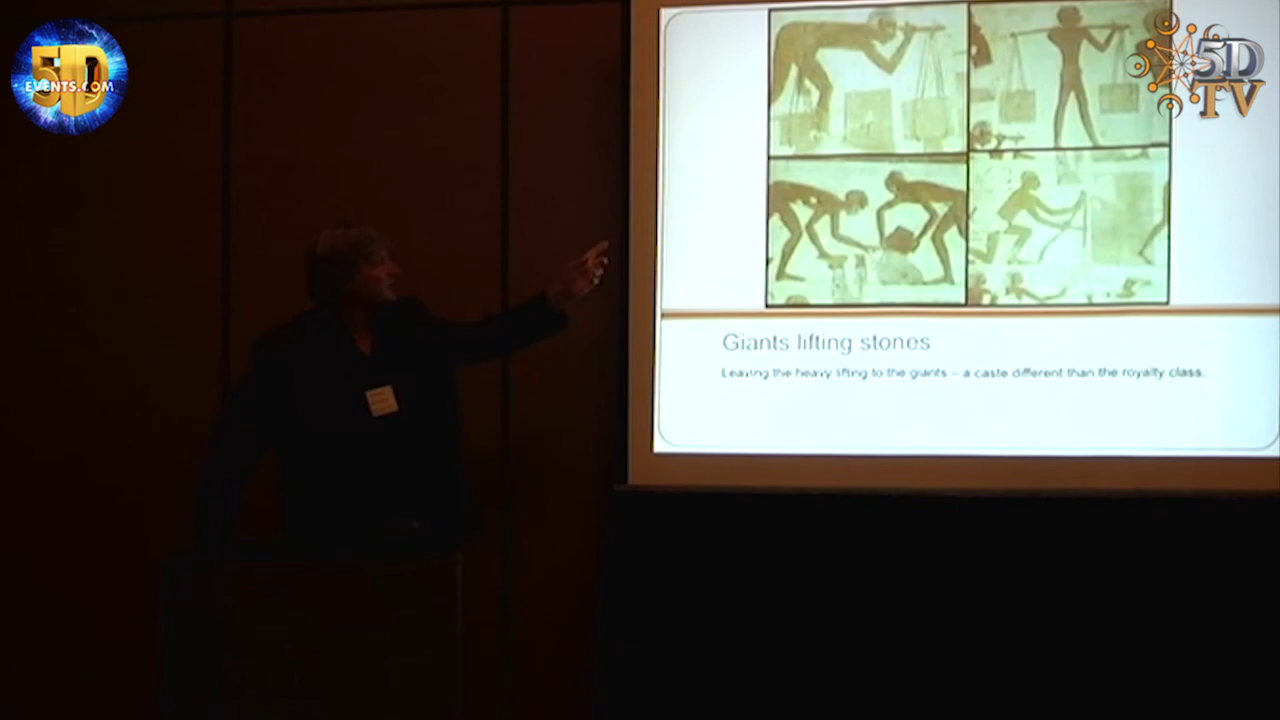 5D
EVENTS.COM
5D
TV
Giants lifting stones
Leaving the heavy lifting to the giants – a caste different than the royalty class.